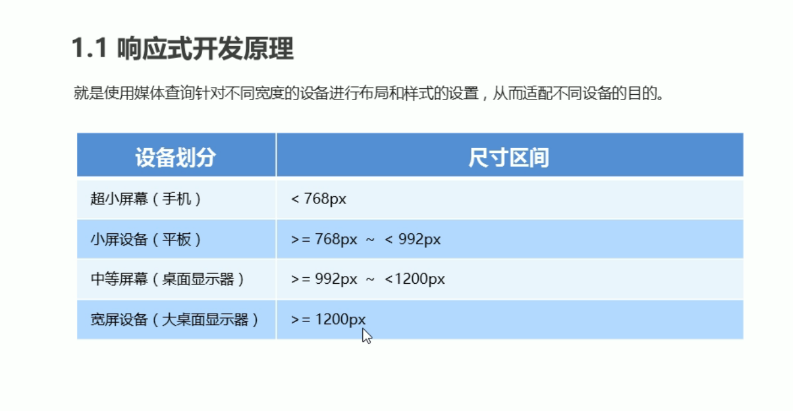 1.1 响应式开发原理
就是使用媒体查询针对不同宽度的设备进行布局和样式的设置，从而适配不同设备的目的。
设备划分 尺寸区间
超小屏幕（手机） < 768px
小屏设备（平板） >= 768px ~ < 992px
中等屏幕（桌面显示器） >= 992px ~ <1200px
宽屏设备（大桌面显示器） >= 1200px